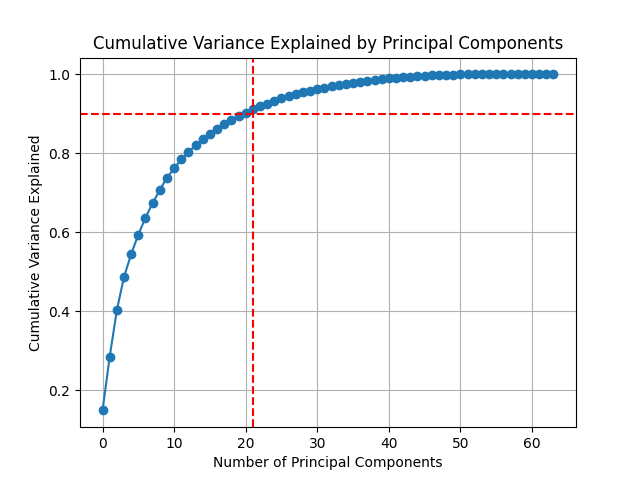 Cumulative Variance Explained by Principal Components
Cumulative Variance Explained
1.0
0.8
0.6
0.4
0.2
0 10 20 30 40 50 60
Number of Principal Components